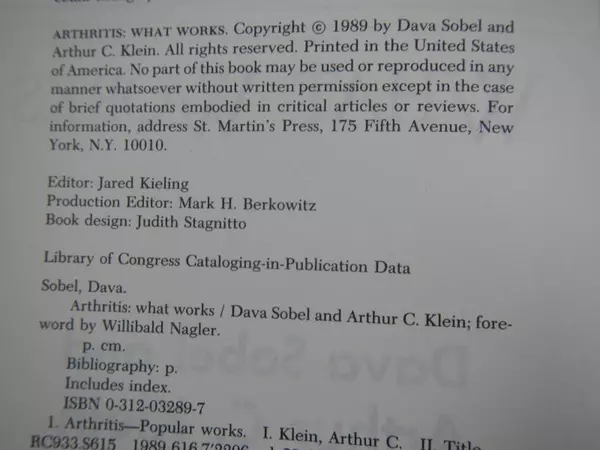 ARTHRITIS: WHAT WORKS. Copyright © 1989 by Dava Sobel and
Arthur C. Klein. All rights reserved. Printed in the United States
of America. No part of this book may be used or reproduced in any
manner whatsoever without written permission except in the case
of brief quotations embodied in critical articles or reviews. For
information, address St. Martin's Press, 175 Fifth Avenue, New
York, N.Y. 10010.
Editor: Jared Kieling
Production Editor: Mark H. Berkowitz
Book design: Judith Stagnitto
Library of Congress Cataloging-in-Publication Data
Sobel, Dava.
Arthritis: what works / Dava Sobel and Arthur C. Klein; fore-
word by Willibald Nagler.
p. cm.
Bibliography: p.
Includes index.
ISBN 0-312-03289-7
1. Arthritis—Popular works. I. Klein, Arthur C. II. Title.
RC933.S615 1989